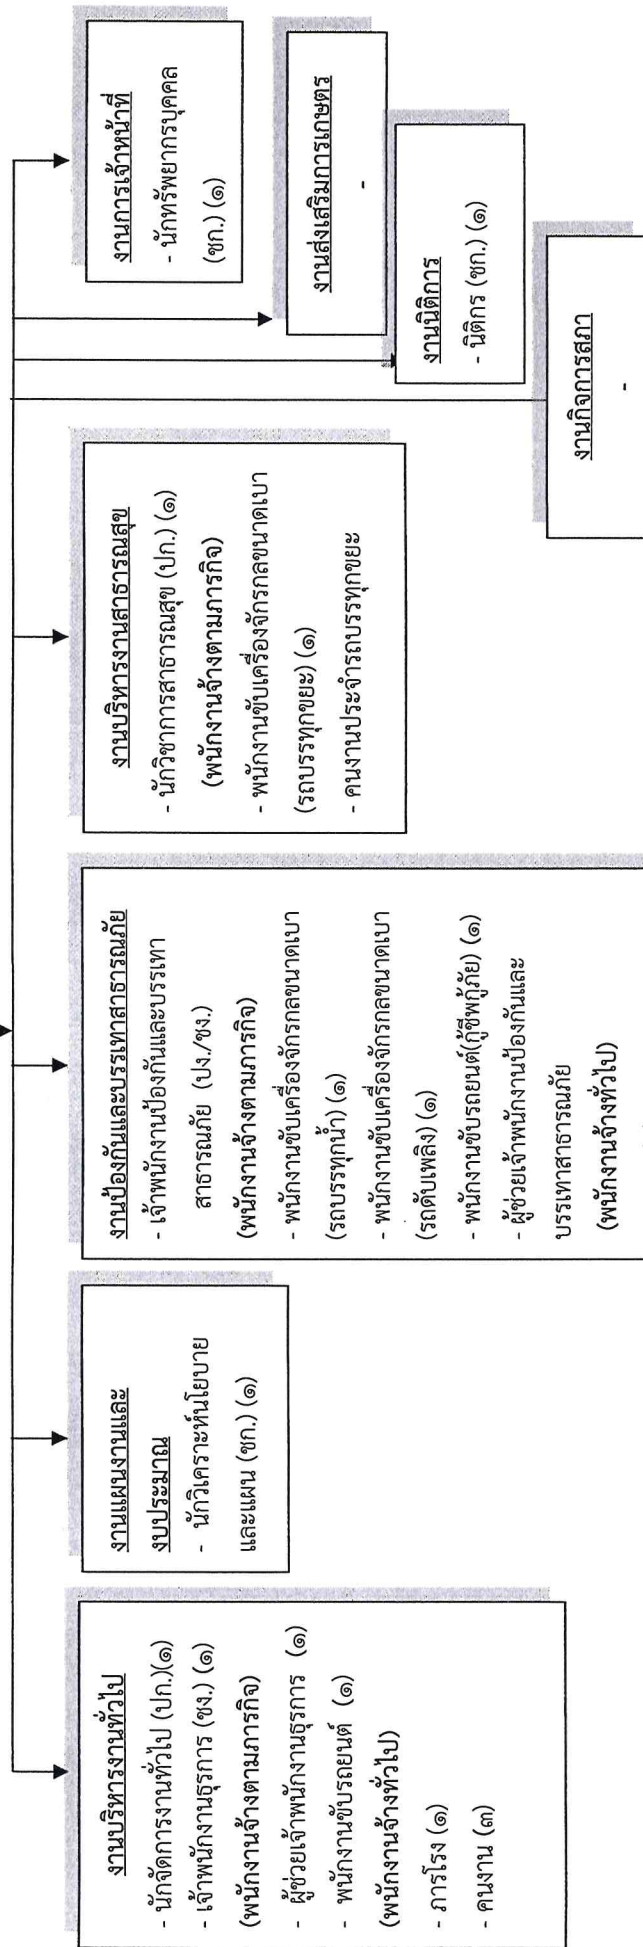 งานบริหารงานทั่วไป
- นักจัดการงานทั่วไป (ปก.)(๑)
- เจ้าพนักงานธุรการ (ชง.) (๑)
(พนักงานจ้างตามภารกิจ)
- ผู้ช่วยเจ้าพนักงานธุรการ (๑)
- พนักงานขับรถยนต์ (๑)
(พนักงานจ้างทั่วไป)
- ภารโรง (๑)
- คนงาน (๓)
งานแผนงานและ
งบประมาณ
- นักวิเคราะห์นโยบาย
และแผน (ชก.) (๑)
งานป้องกันและบรรเทาสาธารณภัย
- เจ้าพนักงานป้องกันและบรรเทา
สาธารณภัย (ปง./ชง.)
(พนักงานจ้างตามภารกิจ)
- พนักงานขับเครื่องจักรกลขนาดเบา
(รถบรรทุกน้ำ) (๑)
- พนักงานขับเครื่องจักรกลขนาดเบา
(รถดับเพลิง) (๑)
- พนักงานขับรถยนต์(กู้ชีพกู้ภัย) (๑)
- ผู้ช่วยเจ้าพนักงานป้องกันและ
บรรเทาสาธารณภัย
(พนักงานจ้างทั่วไป)
งานบริหารงานสาธารณสุข
- นักวิชาการสาธารณสุข (ปก.) (๑)
(พนักงานจ้างตามภารกิจ)
- พนักงานขับเครื่องจักรกลขนาดเบา
(รถบรรทุกขยะ) (๑)
- คนงานประจำรถบรรทุกขยะ
งานการเจ้าหน้าที่
- นักทรัพยากรบุคคล
(ชก.) (๑)
งานส่งเสริมการเกษตร
-
งานนิติการ
- นิติกร (ชก.) (๑)
งานกิจการสภา
-